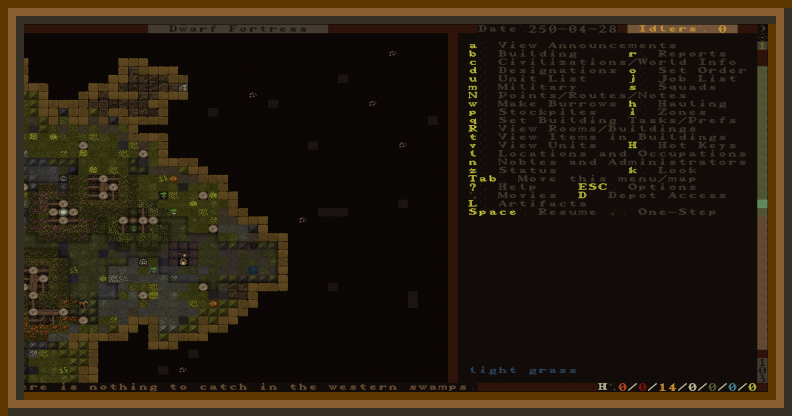 Dwarf Fortress
Date 250-04-28 Idlers: 0
a: View Announcements
b: Building r: Reports
c: Civilizations/World Info
d: Designations o: Set Order
u: Unit List j: Job List
m: Military s: Squads
N: Points/Routes/Notes
w: Make Burrows h: Hauling
p: Stockpiles i: Zones
q: Set Building Tasks/Prefs
R: View Rooms/Buildings
t: View Items in Buildings
v: View Units H: Hot Keys
l: Locations and Occupations
n: Nobles and Administrators
z: Status k: Look
Tab: Move this menu/map
?: Help ESC: Options
;: Movies D: Depot Access
L: Artifacts
Space: Resume .: One-Step
light grass
ere is nothing to catch in the western swamps.
H:0/0/14/0/0/0/0